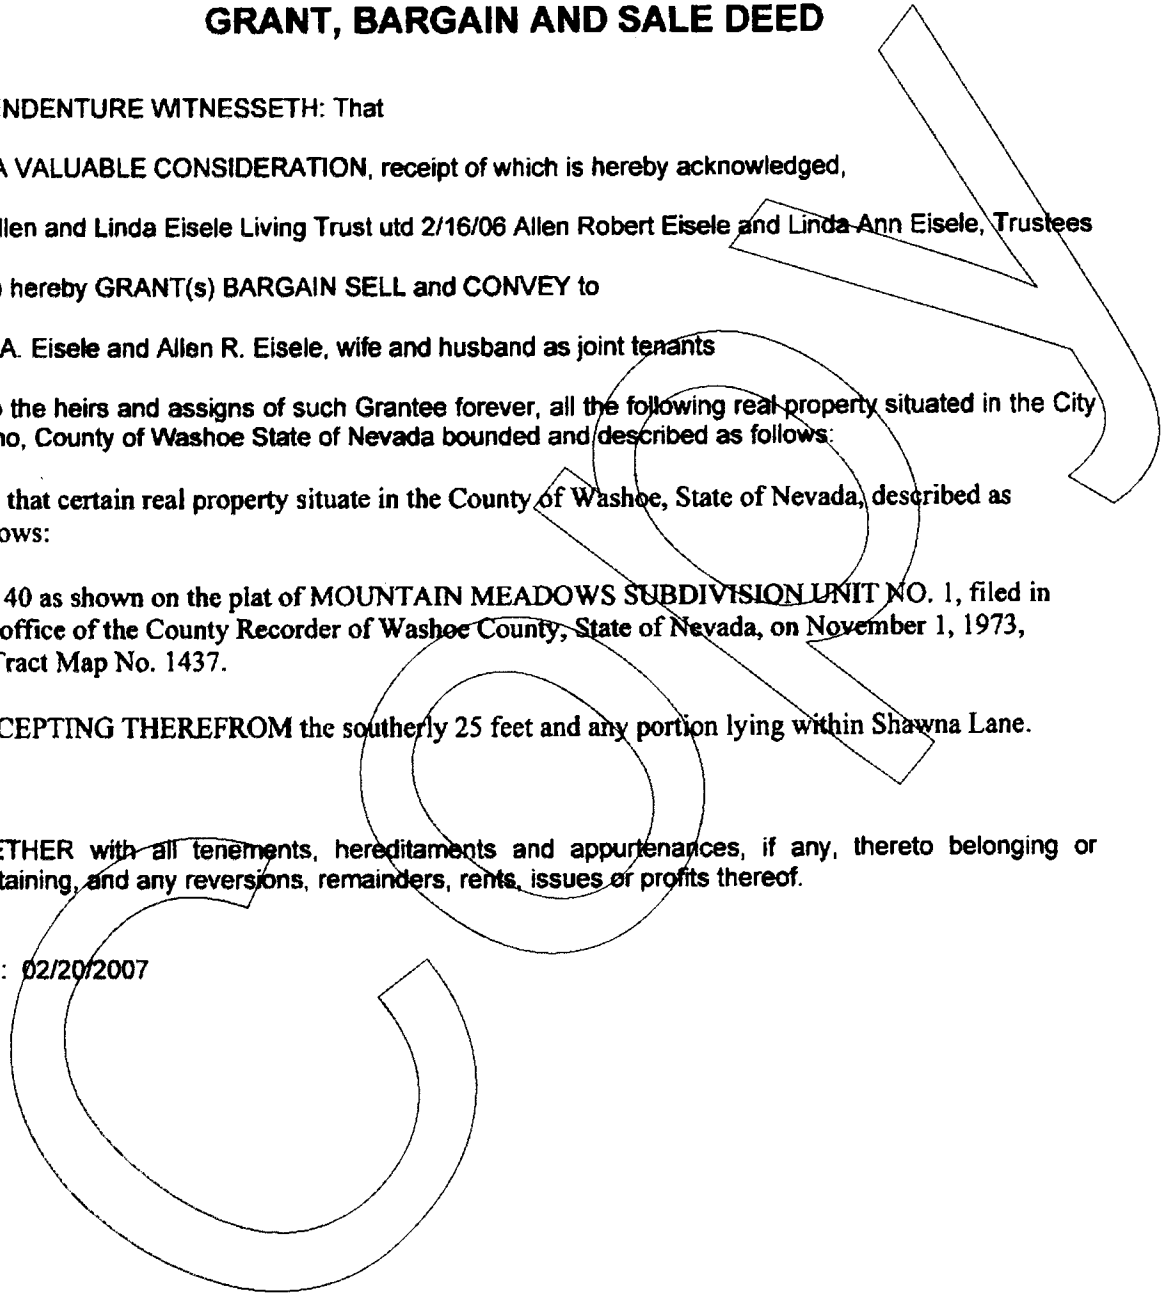 GRANT, BARGAIN AND SALE DEED
NDENTURE WITNESSETH: That
A VALUABLE CONSIDERATION, receipt of which is hereby acknowledged,
llen and Linda Eisele Living Trust utd 2/16/06 Allen Robert Eisele and Linda Ann Eisele, Trustees
o hereby GRANT(s) BARGAIN SELL and CONVEY to
A. Eisele and Allen R. Eisele, wife and husband as joint tenants
o the heirs and assigns of such Grantee forever, all the following real property situated in the City
no, County of Washoe State of Nevada bounded and described as follows:
that certain real property situate in the County of Washoe, State of Nevada, described as
ows:
40 as shown on the plat of MOUNTAIN MEADOWS SUBDIVISION UNIT NO. 1, filed in
office of the County Recorder of Washoe County, State of Nevada, on November 1, 1973,
Tract Map No. 1437.
CEPTING THEREFROM the southerly 25 feet and any portion lying within Shawna Lane.
ETHER with all tenements, hereditaments and appurtenances, if any, thereto belonging or
taining, and any reversions, remainders, rents, issues or profits thereof.
: 02/20/2007
Copy